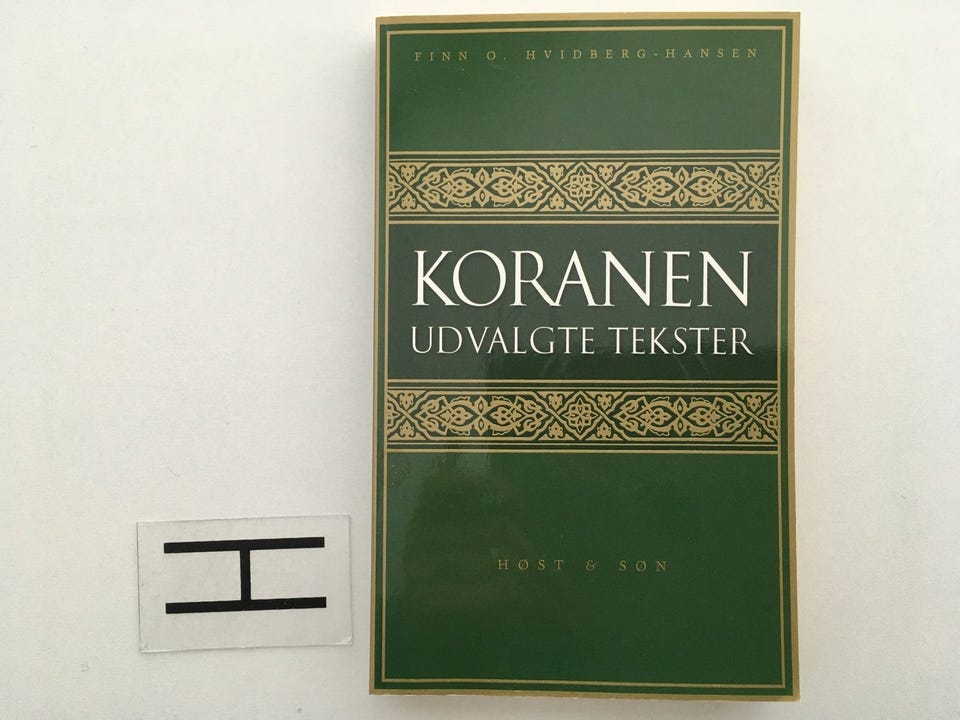 FINN O. HVIDBERG-HANSEN
KORANEN
UDVALGTE TEKSTER
HØST & SØN
H